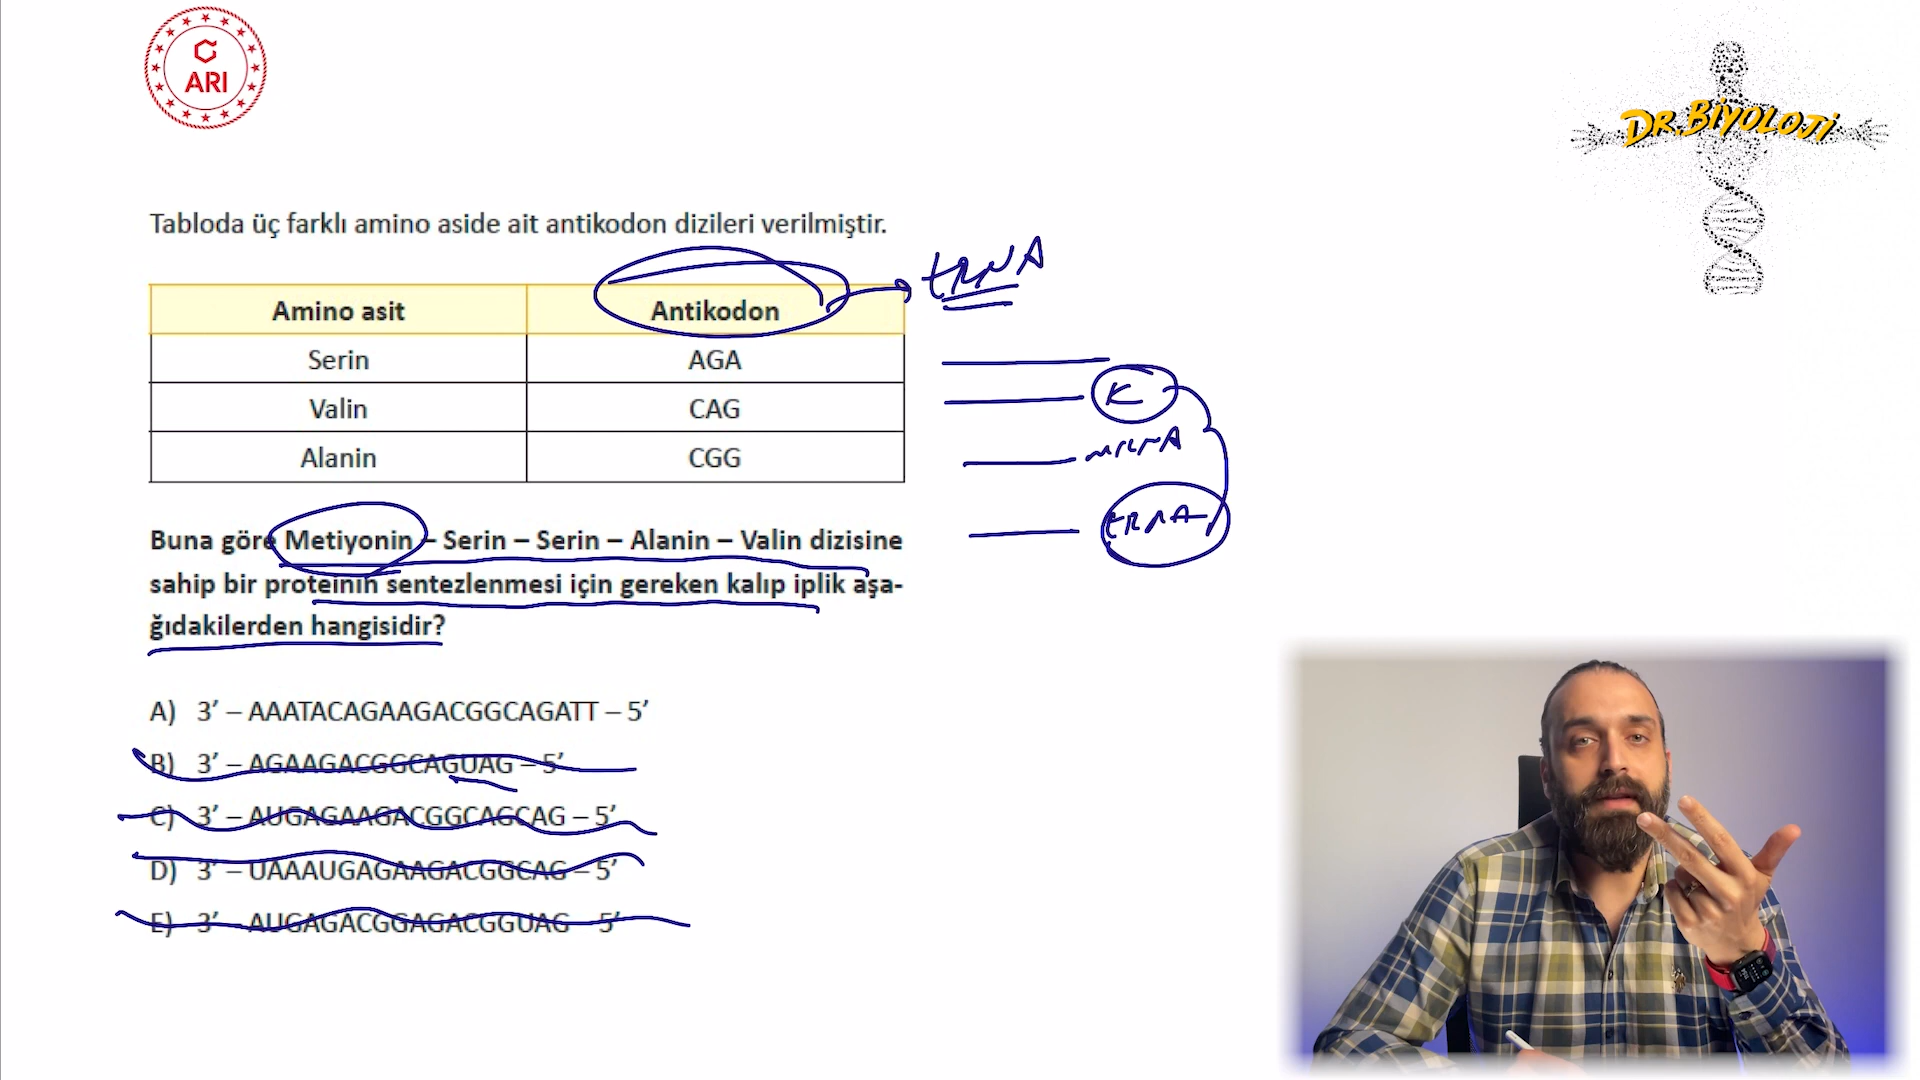 ARI
DR.BİYOLOJİ
Tabloda üç farklı amino aside ait antikodon dizileri verilmiştir.
tRNA
Amino asit Antikodon
Serin AGA
Valin CAG
Alanin CGG
K
mRNA
tRNA
Buna göre Metiyonin – Serin – Serin – Alanin – Valin dizisine
sahip bir proteinin sentezlenmesi için gereken kalıp iplik aşa-
ğıdakilerden hangisidir?
A) 3’ – AAATACAGAAGACGGCAGATT – 5’
B) 3’ – AGAAGACGGCAGUAG – 5’
C) 3’ – AUGAGAAGACGGCAGCAG – 5’
D) 3’ – UAAAUGAGAAGACGGCAG – 5’
E) 3’ – AUGAGACGGAGACGGUAG – 5’